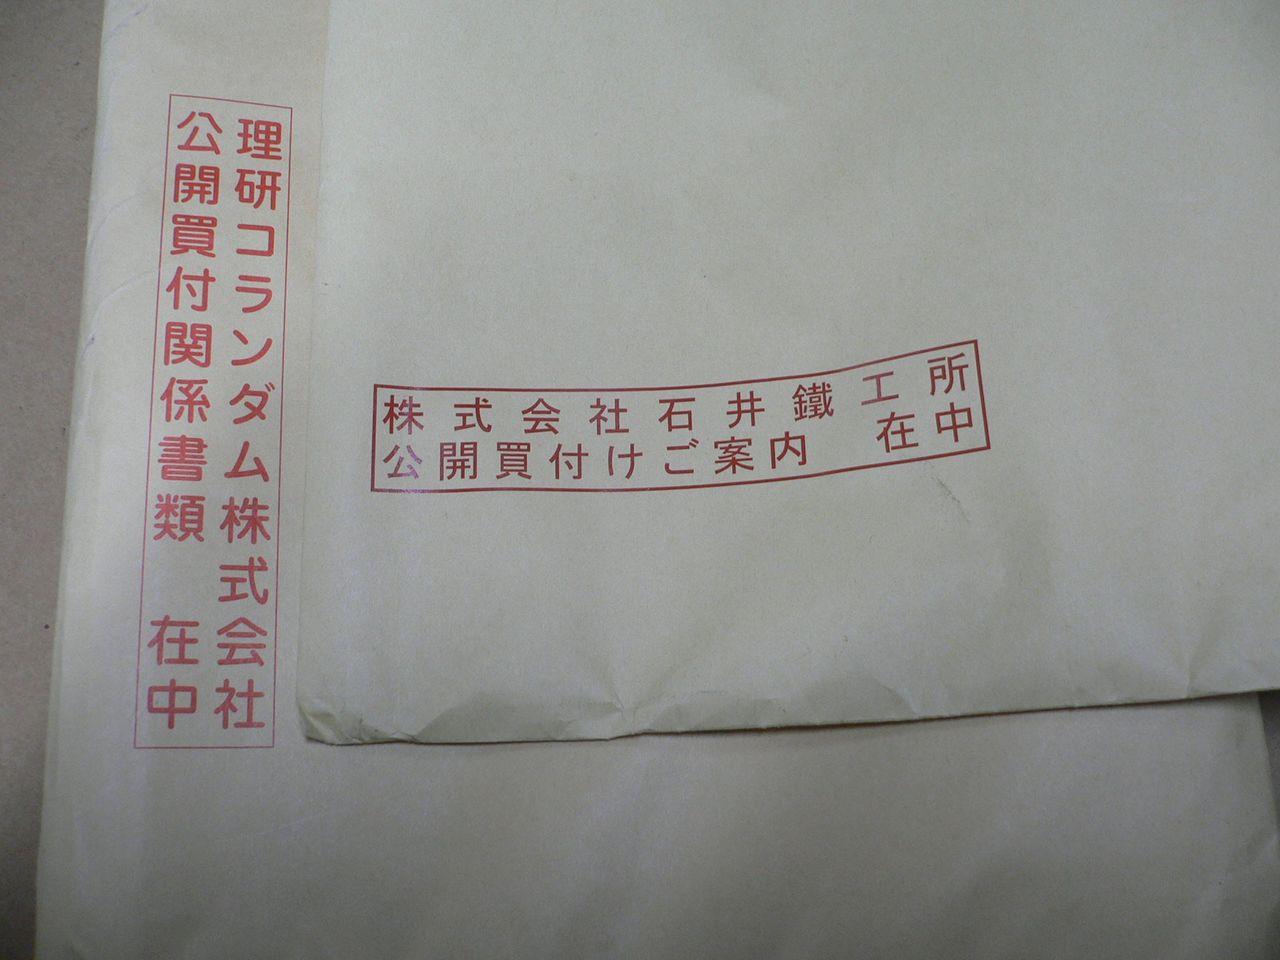 理研コランダム株式会社
公開買付関係書類 在中
株式会社石井鐵工所
公開買付けご案内 在中